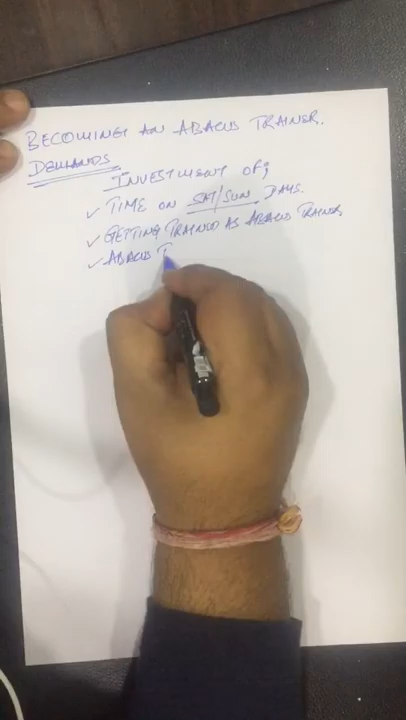 BECOMING AN ABACUS TRAINER.
DEMANDS
INVESTMENT OF;
✓ TIME ON SAT/SUN DAYS.
✓ GETTING TRAINED AS ABACUS TRAINER
✓ ABACUS T